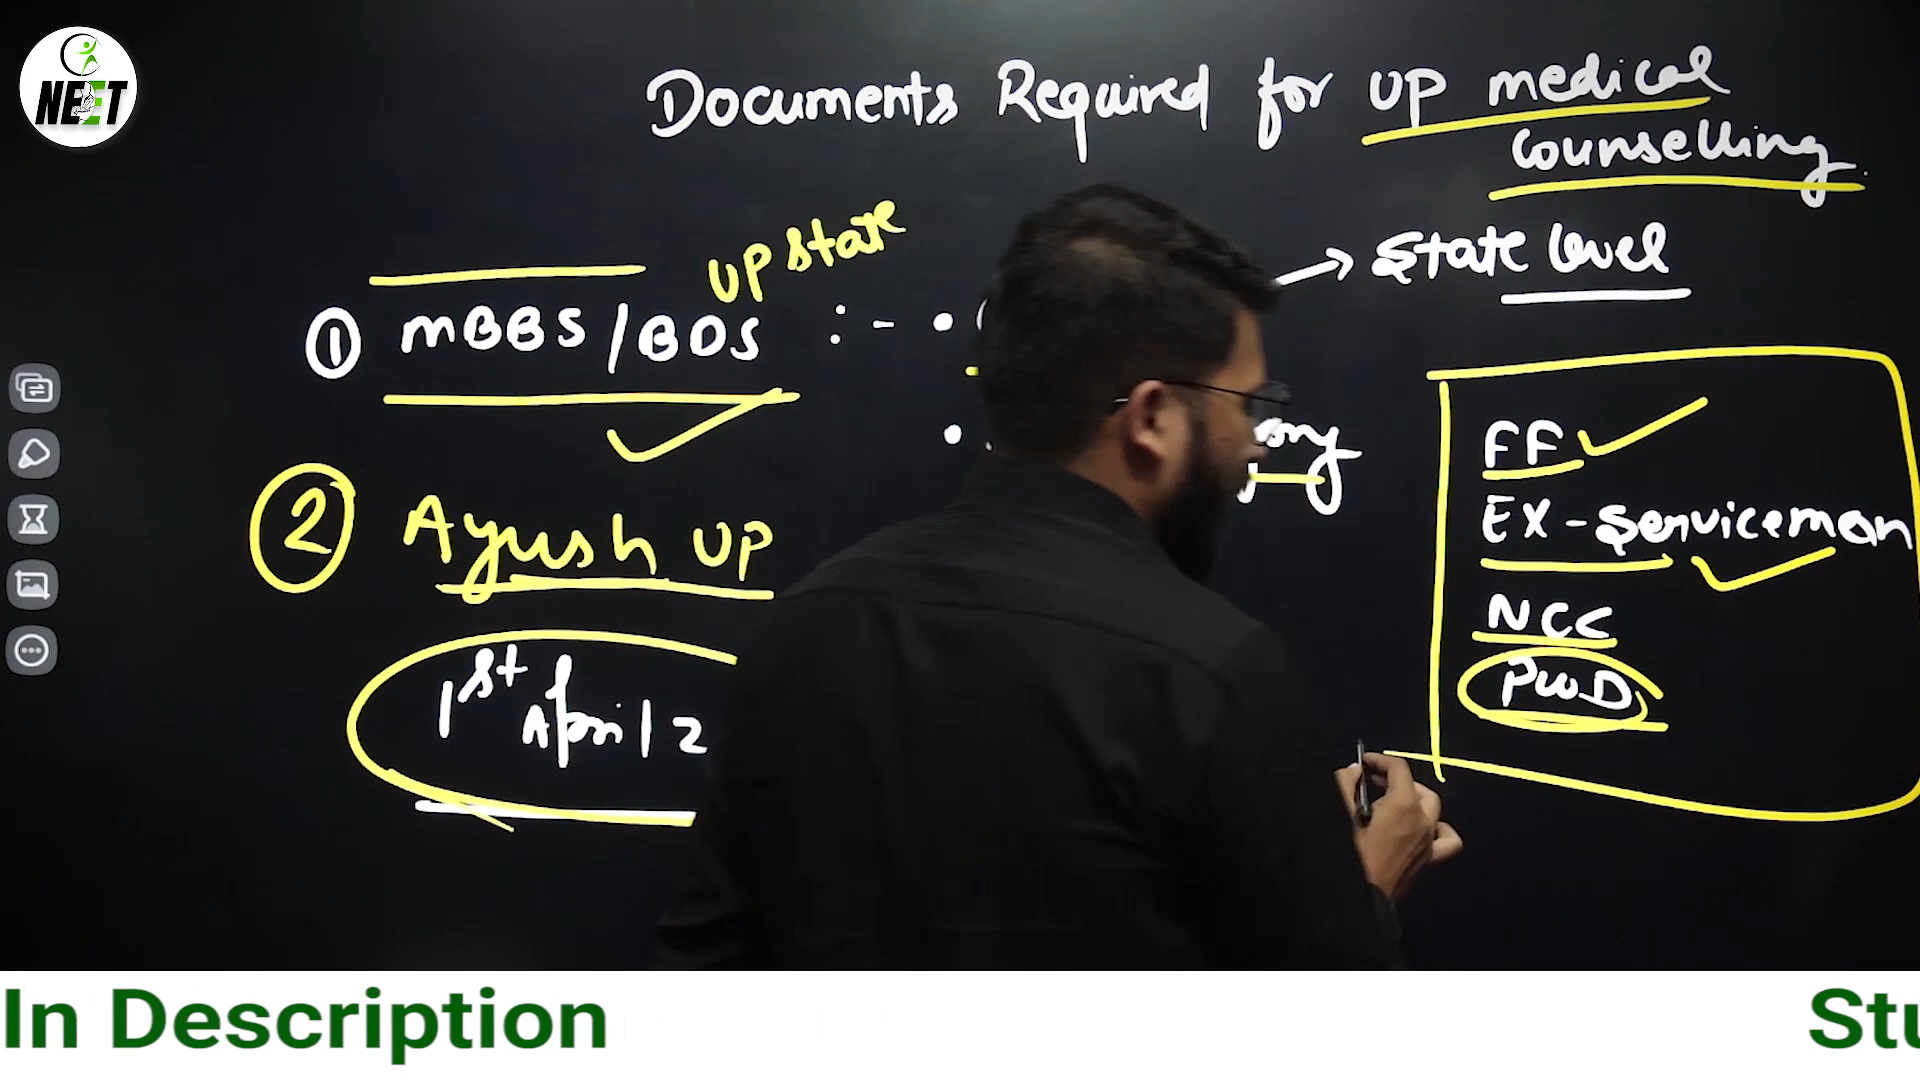 NEET
Documents Required for UP medical
counselling
UP state
State level
① MBBS/BDS :-
FF
EX-Serviceman
② Ayush UP
NCC
PWD
1st April 2
In Description
Stu